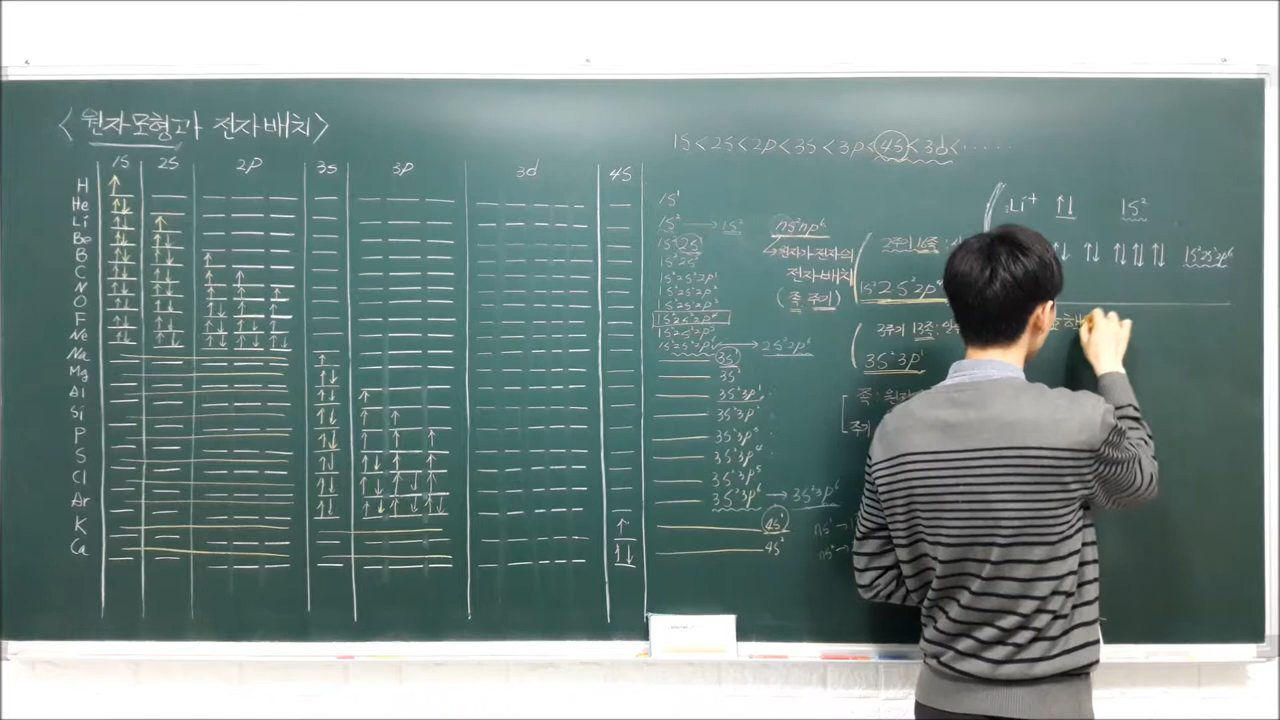 <원자모형과 전자배치>
1S<2S<2p<3S<3p<4S<3d<······
1S 2S 2p 3S 3p 3d 4S
H ↑
He ↑↓
Li ↑↓ ↑
Be ↑↓ ↑↓
B ↑↓ ↑↓ ↑
C ↑↓ ↑↓ ↑ ↑
N ↑↓ ↑↓ ↑ ↑ ↑
O ↑↓ ↑↓ ↑↓ ↑ ↑
F ↑↓ ↑↓ ↑↓ ↑↓ ↑
Ne ↑↓ ↑↓ ↑↓ ↑↓ ↑↓
Na ↑
Mg ↑↓
Al ↑↓ ↑
Si ↑↓ ↑ ↑
P ↑↓ ↑ ↑ ↑
S ↑↓ ↑↓ ↑ ↑
Cl ↑↓ ↑↓ ↑↓ ↑
Ar ↑↓ ↑↓ ↑↓ ↑↓
K ↑
Ca ↑↓
1S¹
1S² → 1S²
1S²2S¹
1S²2S²
1S²2S²2p¹
1S²2S²2p²
1S²2S²2p³
1S²2S²2p⁴
1S²2S²2p⁵
1S²2S²2p⁶ → 2S²2p⁶
3S¹
3S²
3S²3p¹
3S²3p²
3S²3p³
3S²3p⁴
3S²3p⁵
3S²3p⁶ → 3S²3p⁶
4S¹
4S²
nS²np⁶
↳원자가 전자의
전자배치
(족 주기)
nS¹ →
nS² →
2주기 16족:
1S²2S²2p⁴
3주기 13족:
3S²3p¹
족:
주기
₃Li⁺ ↑↓ 1S²
↑↓ ↑↓ ↑↓ ↑↓ 1S²2S²2p⁶